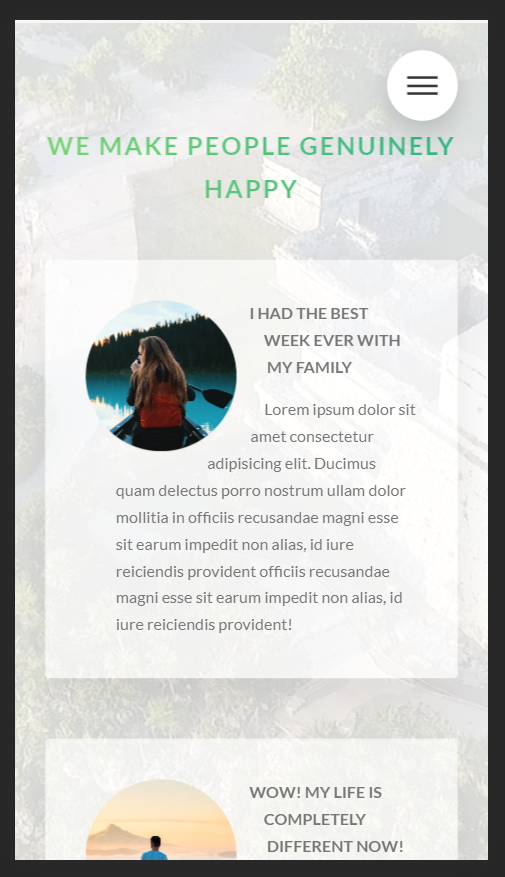 WE MAKE PEOPLE GENUINELY
HAPPY
I HAD THE BEST
WEEK EVER WITH
MY FAMILY
Lorem ipsum dolor sit
amet consectetur
adipisicing elit. Ducimus
quam delectus porro nostrum ullam dolor
mollitia in officiis recusandae magni esse
sit earum impedit non alias, id iure
reiciendis provident officiis recusandae
magni esse sit earum impedit non alias, id
iure reiciendis provident!
WOW! MY LIFE IS
COMPLETELY
DIFFERENT NOW!